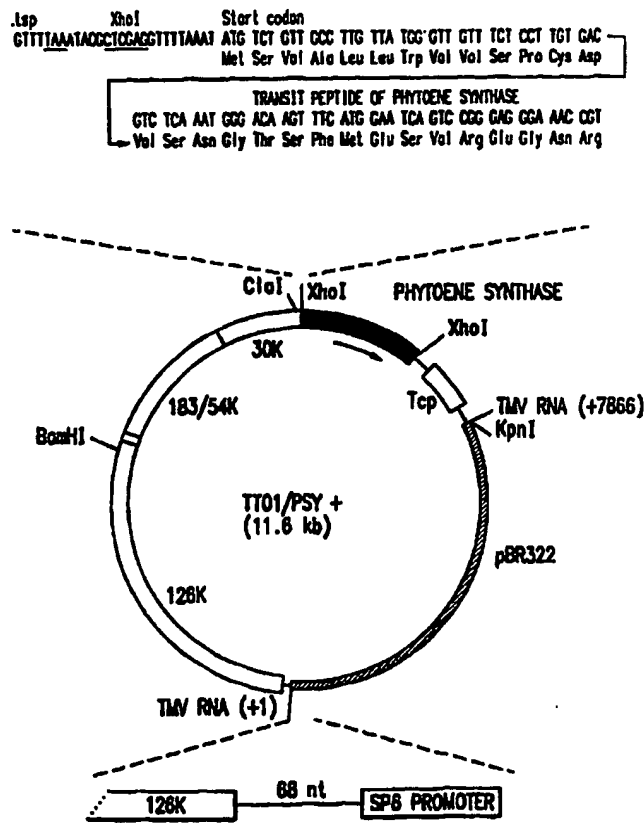 .tsp XhoI Start codon
GTTTTAAATACGCTCGAGGTTTTAAAT ATG TCT GTT GCC TTG TTA TGG GTT GTT TCT CCT TGT GAC
Met Ser Val Ala Leu Leu Trp Val Val Ser Pro Cys Asp
TRANSIT PEPTIDE OF PHYTOENE SYNTHASE
GTC TCA AAT GGG ACA AGT TTC ATG GAA TCA GTC CGG GAG GGA AAC CGT
Val Ser Asn Gly Thr Ser Phe Met Glu Ser Val Arg Glu Gly Asn Arg
ClaI XhoI PHYTOENE SYNTHASE
XhoI
30K
Tcp
183/54K
TMV RNA (+7866)
KpnI
BamHI
TTO1/PSY +
(11.6 kb)
pBR322
126K
TMV RNA (+1)
68 nt
126K SP6 PROMOTER